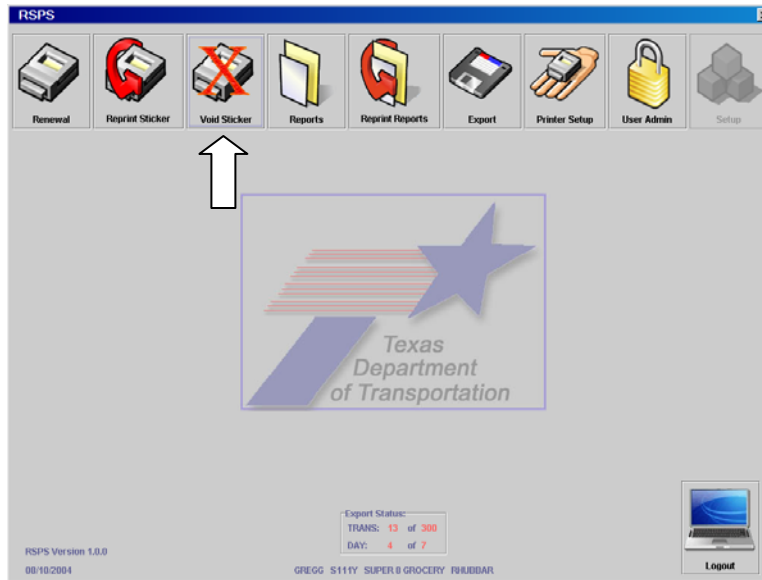 RSPS
Renewal
Reprint Sticker
Void Sticker
Reports
Reprint Reports
Export
Printer Setup
User Admin
Setup
Texas
Department
of Transportation
Export Status:
TRANS: 13 of 300
DAY: 4 of 7
RSPS Version 1.0.0
08/10/2004
GREGG S111Y SUPER 8 GROCERY RHUBBAR
Logout